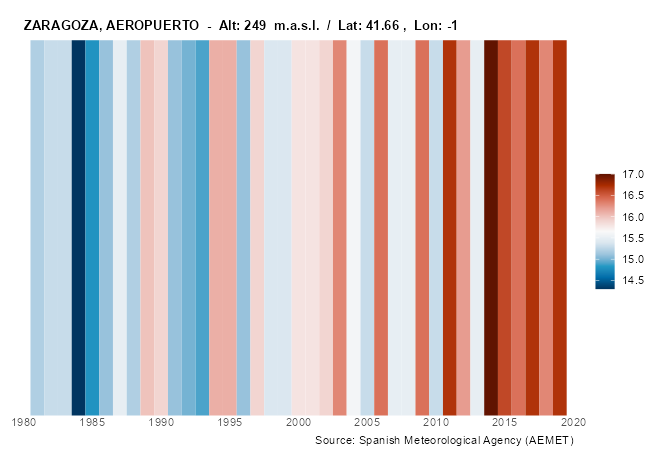 ZARAGOZA, AEROPUERTO - Alt: 249 m.a.s.l. / Lat: 41.66 , Lon: -1
17.0
16.5
16.0
15.5
15.0
14.5
1980 1985 1990 1995 2000 2005 2010 2015 2020
Source: Spanish Meteorological Agency (AEMET)